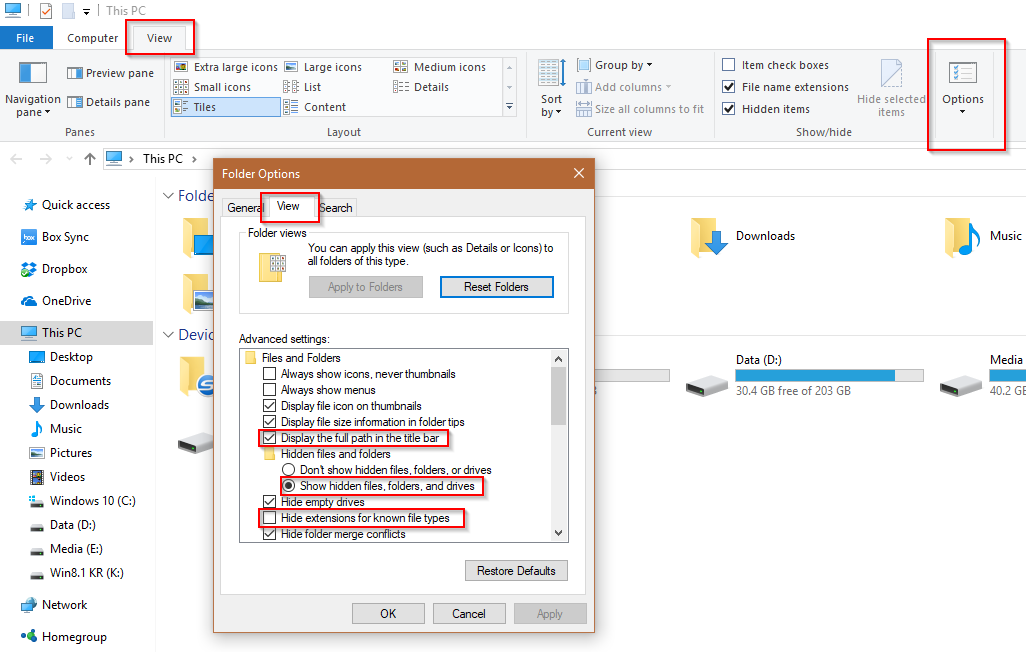 This PC
File Computer View
Navigation pane
Preview pane
Details pane
Panes
Extra large icons Large icons Medium icons
Small icons List Details
Tiles Content
Layout
Sort by
Group by
Add columns
Size all columns to fit
Current view
Item check boxes
File name extensions
Hidden items
Hide selected items
Show/hide
Options
This PC
Quick access
Box Sync
Dropbox
OneDrive
This PC
Desktop
Documents
Downloads
Music
Pictures
Videos
Windows 10 (C:)
Data (D:)
Media (E:)
Win8.1 KR (K:)
Network
Homegroup
Folde
Downloads
Music
Devic
Data (D:)
30.4 GB free of 203 GB
Media
40.2 G
Folder Options
General View Search
Folder views
You can apply this view (such as Details or Icons) to
all folders of this type.
Apply to Folders Reset Folders
Advanced settings:
Files and Folders
Always show icons, never thumbnails
Always show menus
Display file icon on thumbnails
Display file size information in folder tips
Display the full path in the title bar
Hidden files and folders
Don't show hidden files, folders, or drives
Show hidden files, folders, and drives
Hide empty drives
Hide extensions for known file types
Hide folder merge conflicts
Restore Defaults
OK Cancel Apply